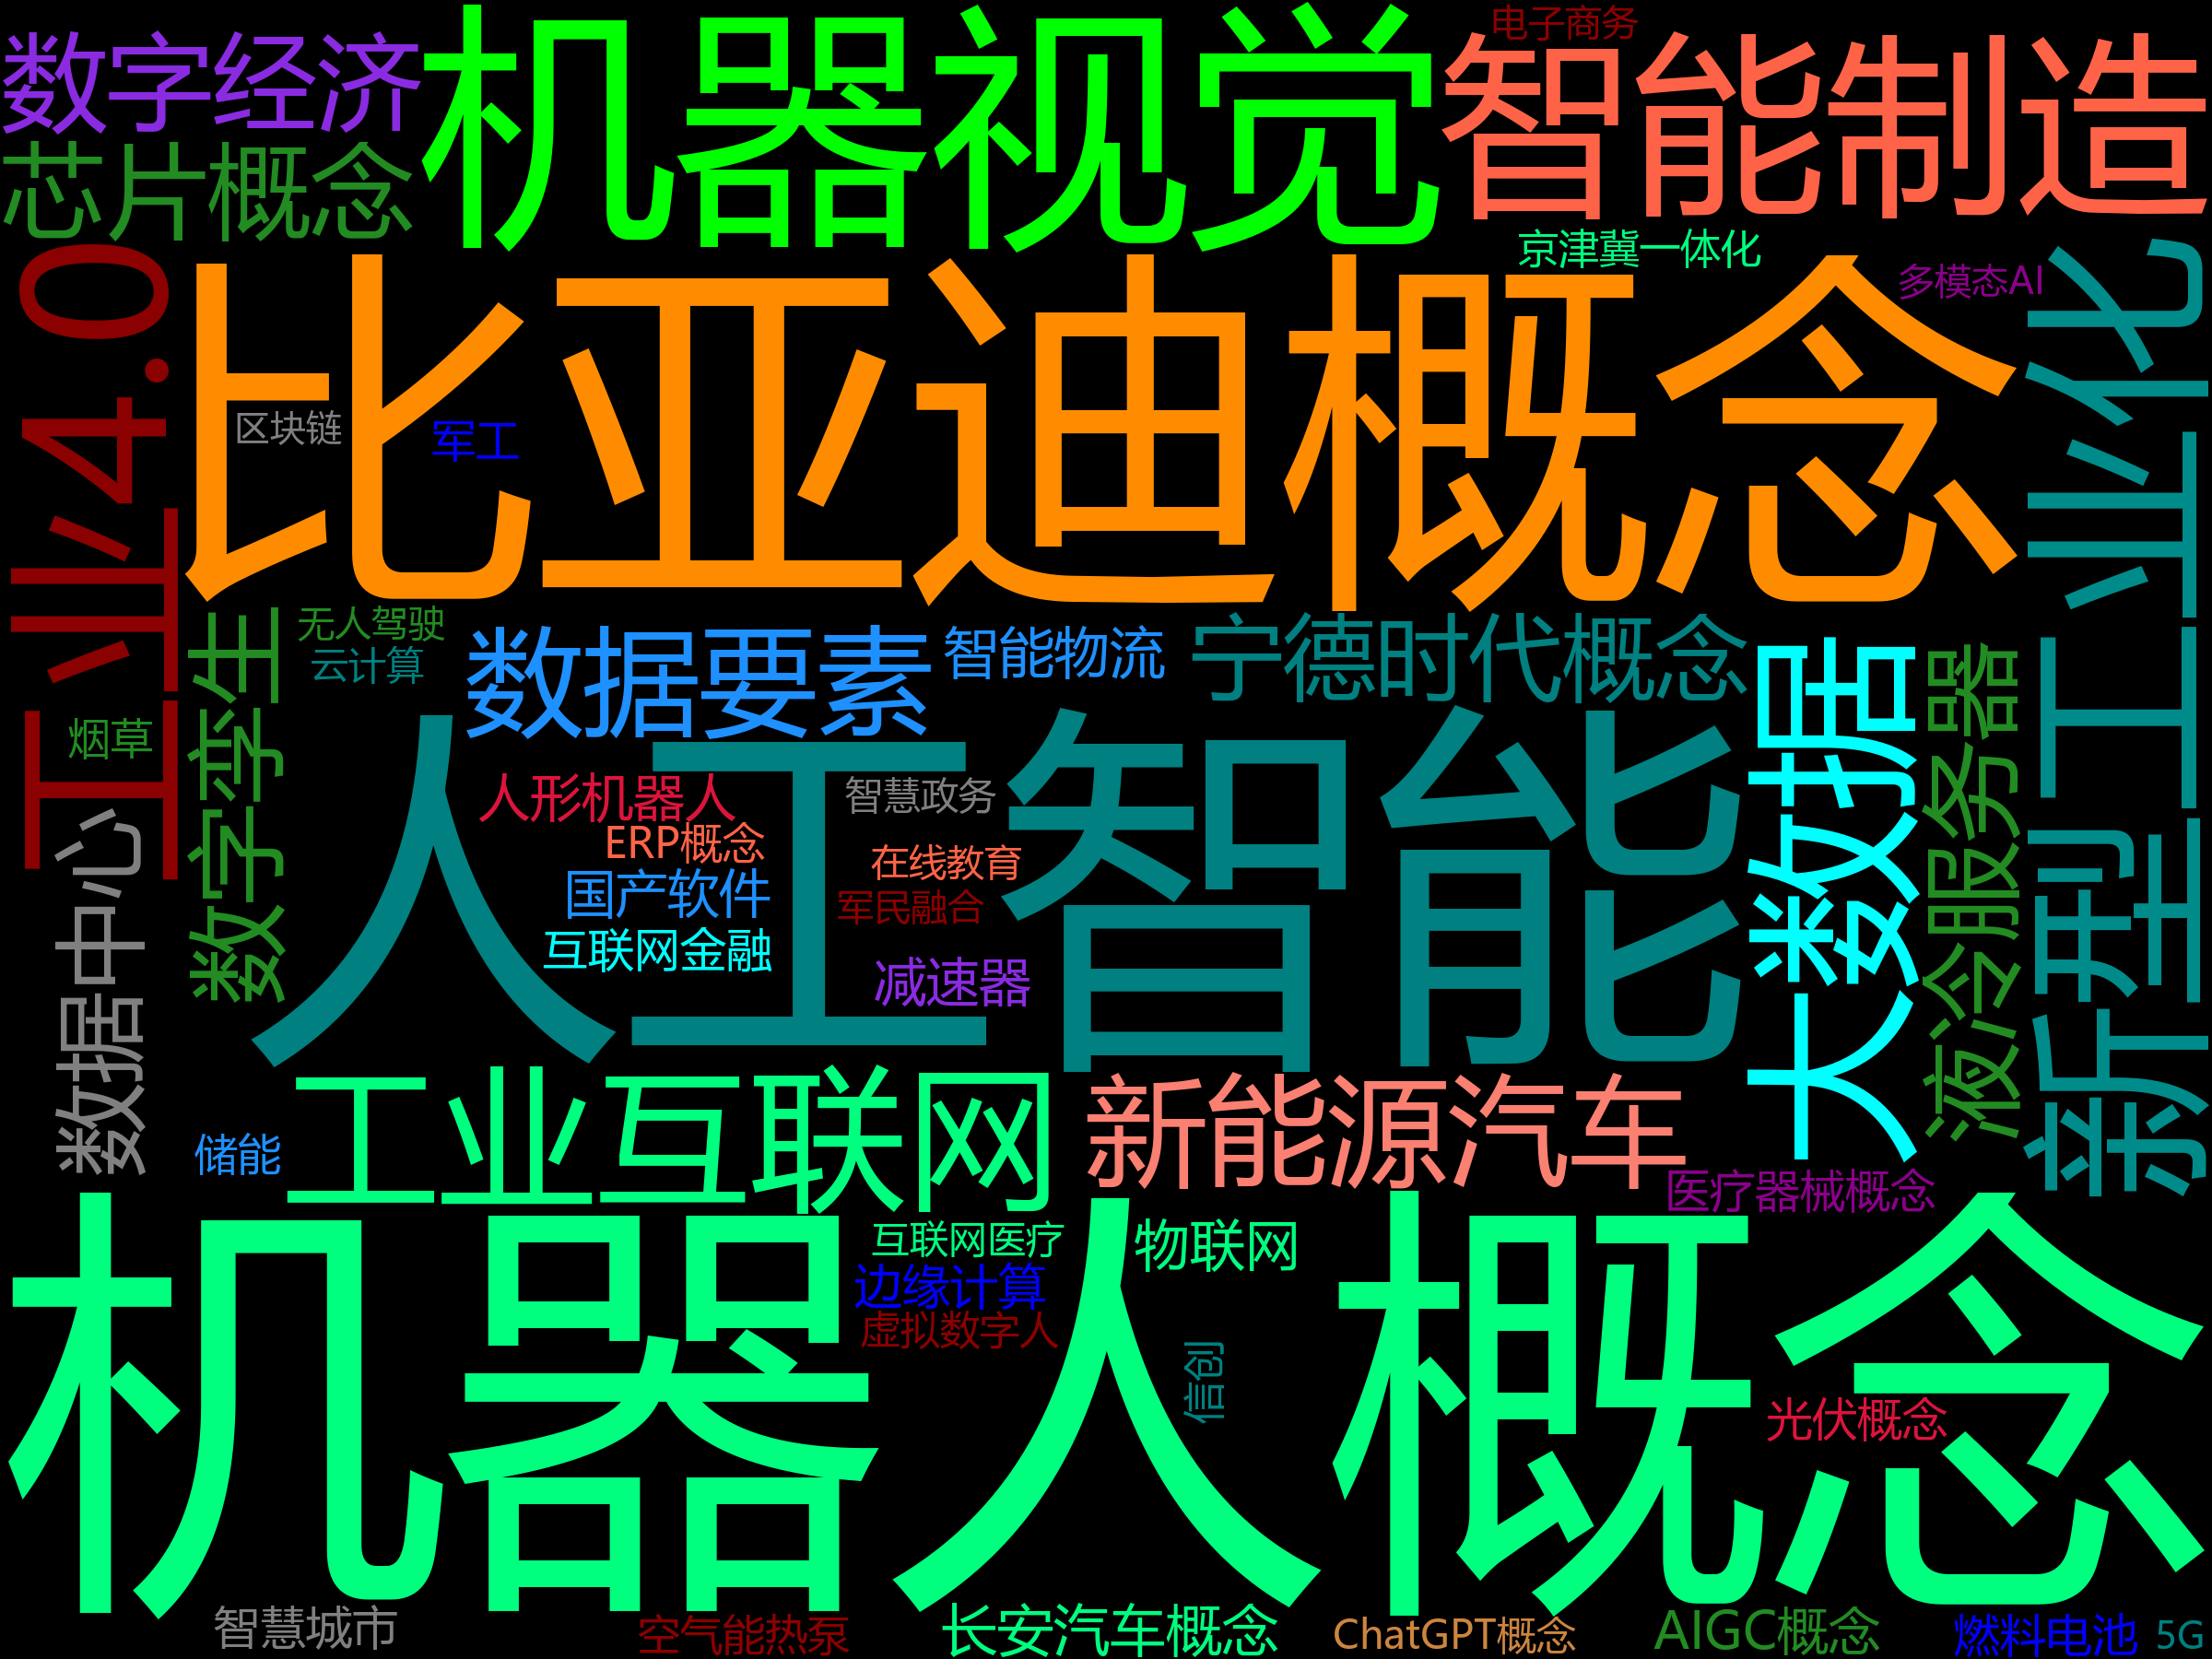 电子商务
数字经济
机器视觉
智能制造
芯片概念
京津冀一体化
多模态AI
工业4.0
比亚迪概念
新型工业化
区块链
军工
无人驾驶
云计算
数据要素
智能物流
宁德时代概念
大数据
液冷服务器
数字孪生
烟草
人工智能
人形机器人
智慧政务
ERP概念
在线教育
国产软件
军民融合
互联网金融
减速器
数据中心
工业互联网
新能源汽车
储能
医疗器械概念
机器人概念
互联网医疗
物联网
边缘计算
虚拟数字人
信创
光伏概念
智慧城市
空气能热泵
长安汽车概念
ChatGPT概念
AIGC概念
燃料电池
5G